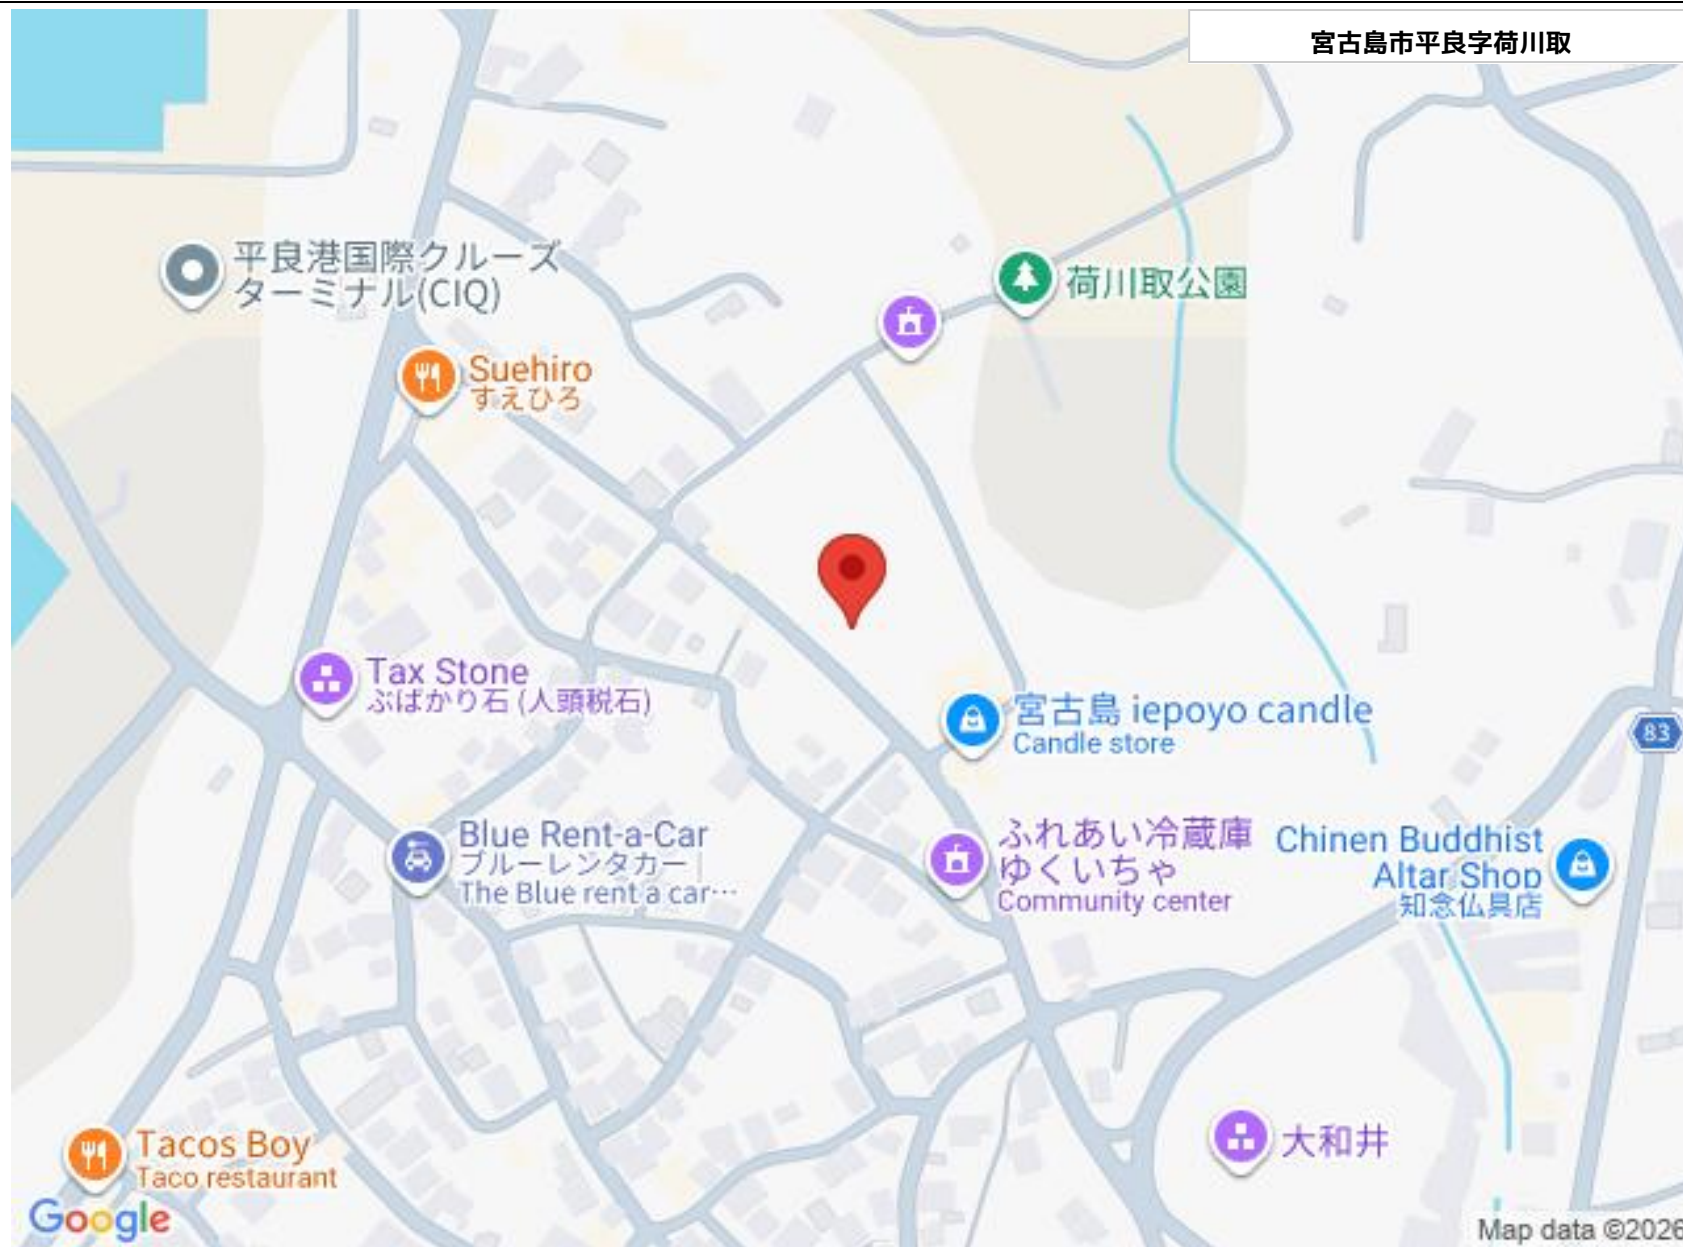 宮古島市平良字荷川取
平良港国際クルーズ
ターミナル(CIQ)
荷川取公園
Suehiro
すえひろ
Tax Stone
ぶばかり石 (人頭税石)
宮古島 iepoyo candle
Candle store
83
Blue Rent-a-Car
ブルーレンタカー |
The Blue rent a car…
ふれあい冷蔵庫
ゆくいちゃ
Community center
Chinen Buddhist
Altar Shop
知念仏具店
Tacos Boy
Taco restaurant
大和井
Google
Map data ©2026